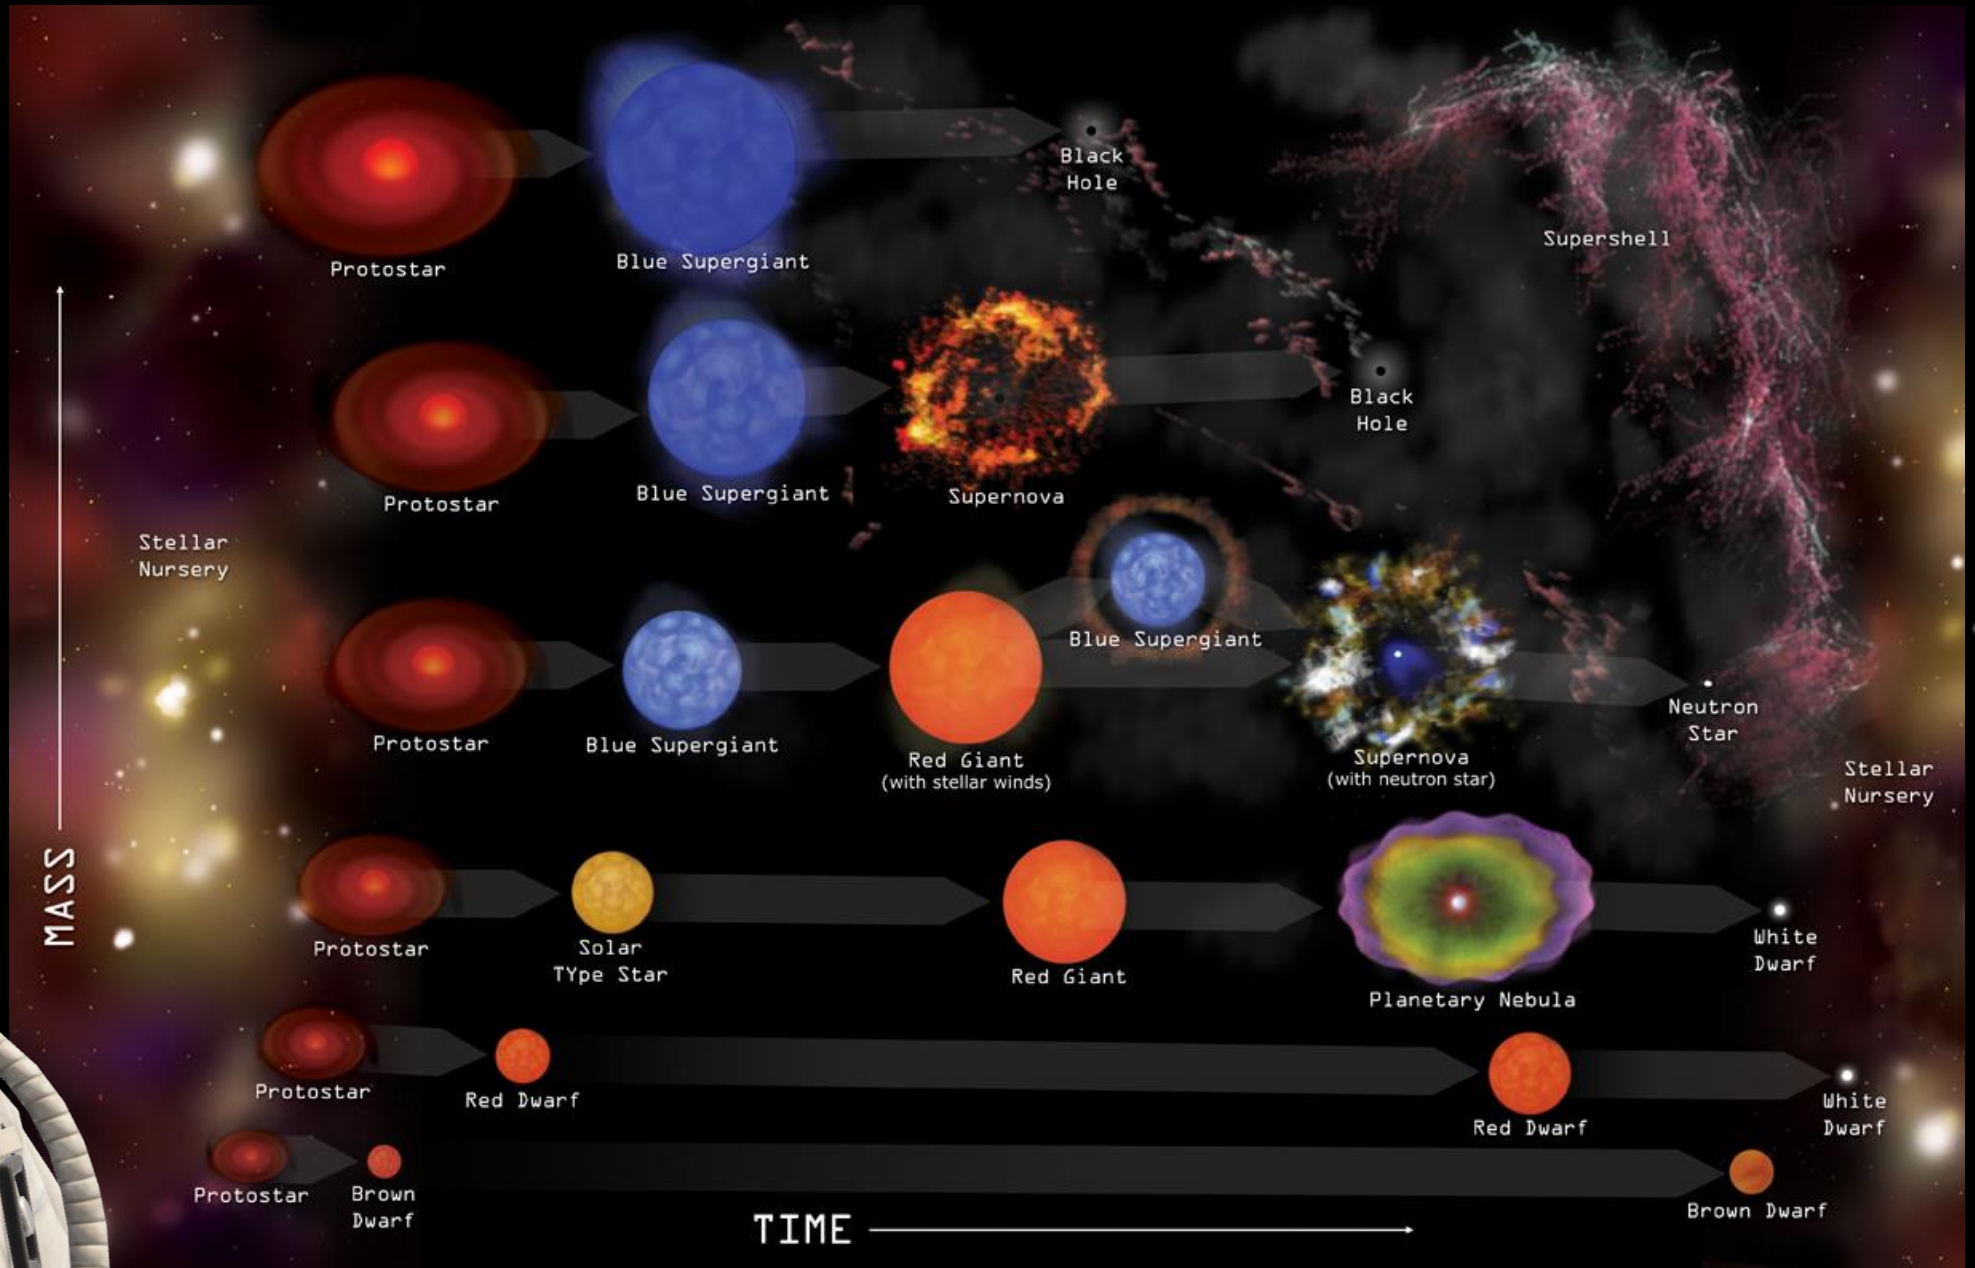 Black
Hole
Supershell
Protostar
Blue Supergiant
Black
Hole
Protostar
Blue Supergiant
Supernova
Stellar
Nursery
Blue Supergiant
Protostar
Blue Supergiant
Red Giant
(with stellar winds)
Supernova
(with neutron star)
Neutron
Star
Stellar
Nursery
MASS
Protostar
Solar
TYpe Star
Red Giant
Planetary Nebula
White
Dwarf
Protostar
Red Dwarf
Red Dwarf
White
Dwarf
Protostar
Brown
Dwarf
Brown Dwarf
TIME